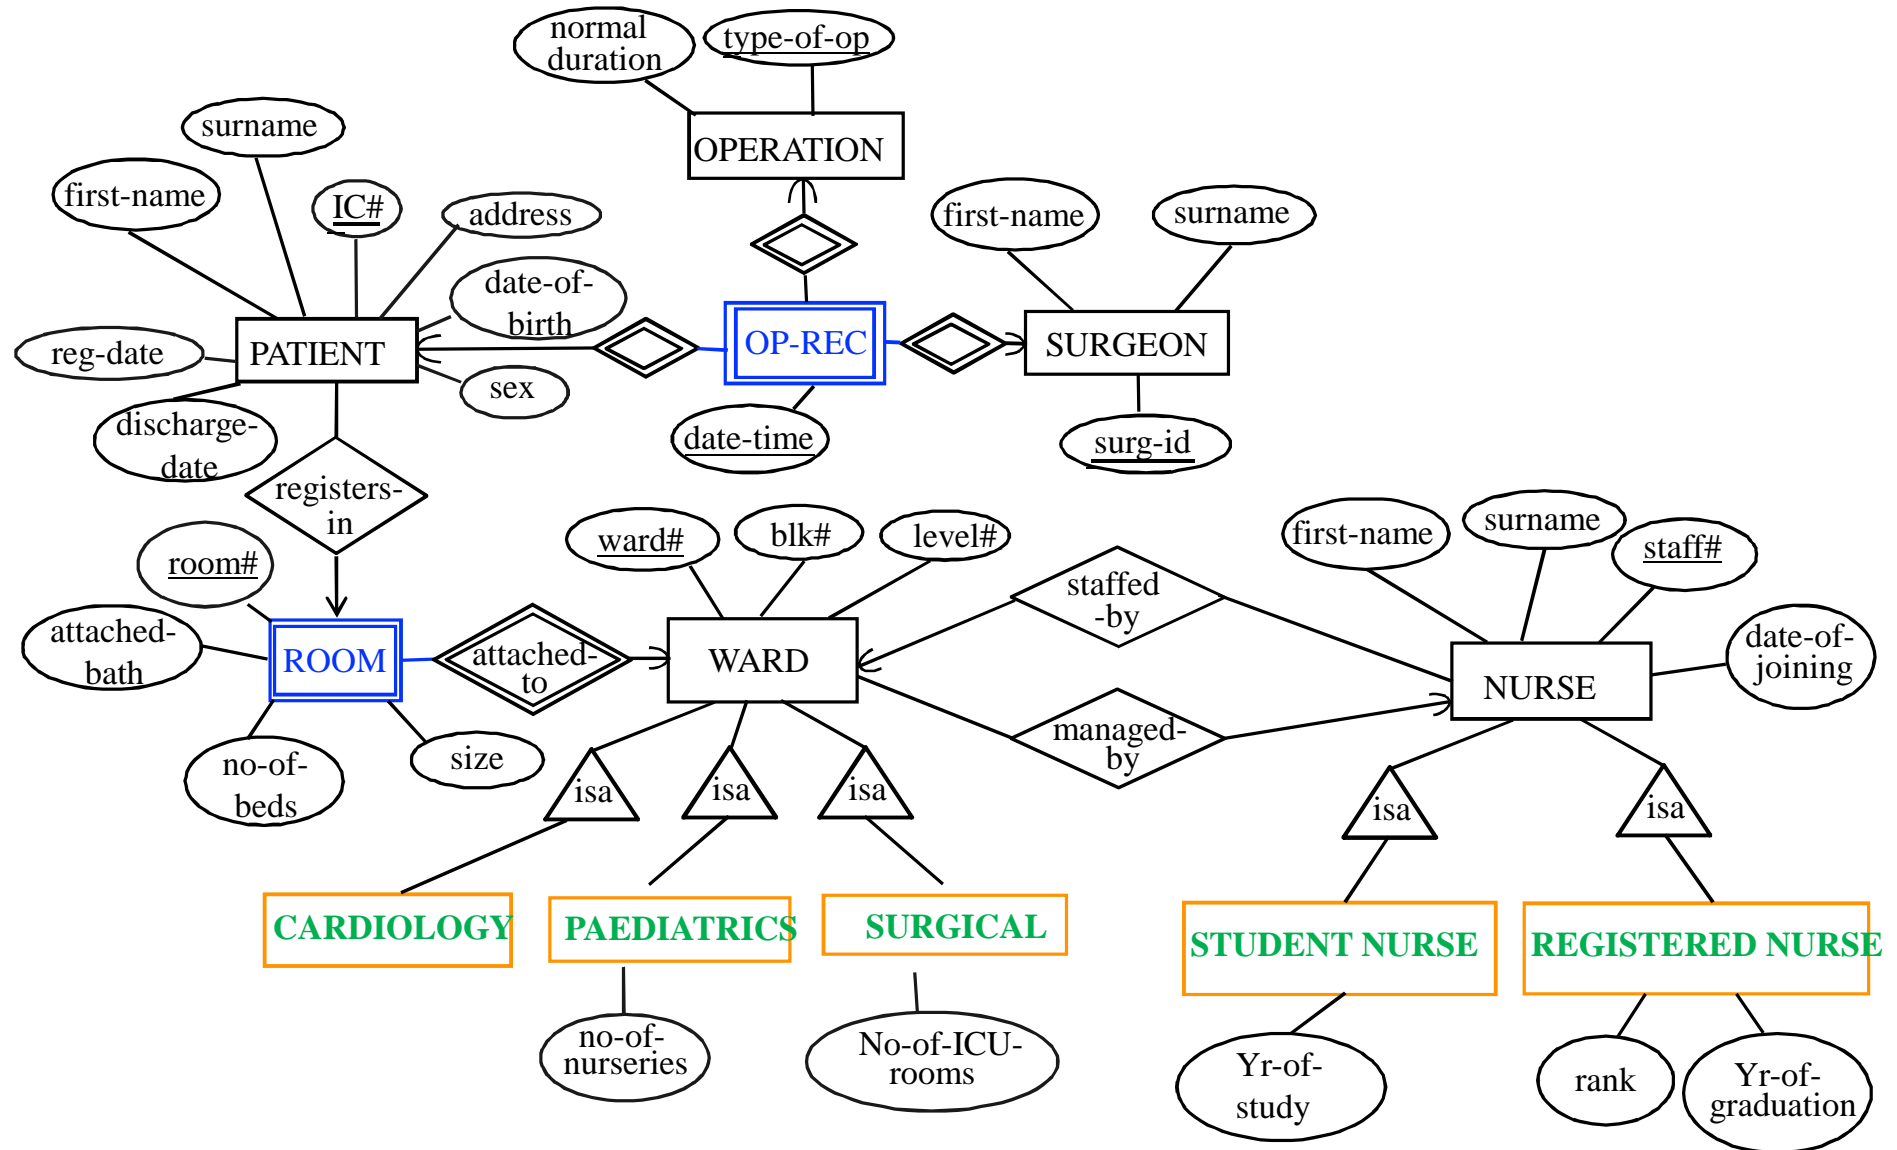 normal
duration
type-of-op
surname
OPERATION
first-name
IC#
address
first-name
surname
date-of-
birth
reg-date
PATIENT
OP-REC
SURGEON
sex
discharge-
date
date-time
surg-id
registers-
in
room#
ward#
blk#
level#
staffed
-by
first-name
surname
staff#
attached-
bath
ROOM
attached-
to
WARD
NURSE
date-of-
joining
managed-
by
no-of-
beds
size
isa
isa
isa
isa
isa
CARDIOLOGY
PAEDIATRICS
SURGICAL
STUDENT NURSE
REGISTERED NURSE
no-of-
nurseries
No-of-ICU-
rooms
Yr-of-
study
rank
Yr-of-
graduation